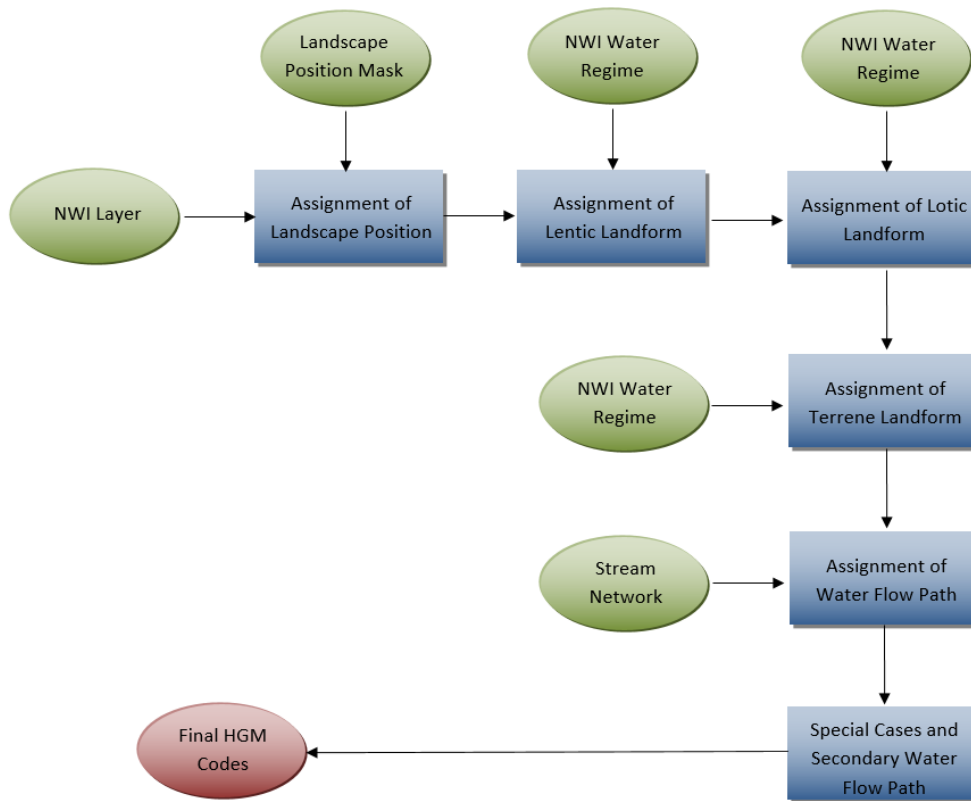 Landscape
Position Mask
NWI Water
Regime
NWI Water
Regime
NWI Layer
Assignment of
Landscape Position
Assignment of
Lentic Landform
Assignment of Lotic
Landform
NWI Water
Regime
Assignment of
Terrene Landform
Stream
Network
Assignment of
Water Flow Path
Final HGM
Codes
Special Cases and
Secondary Water
Flow Path